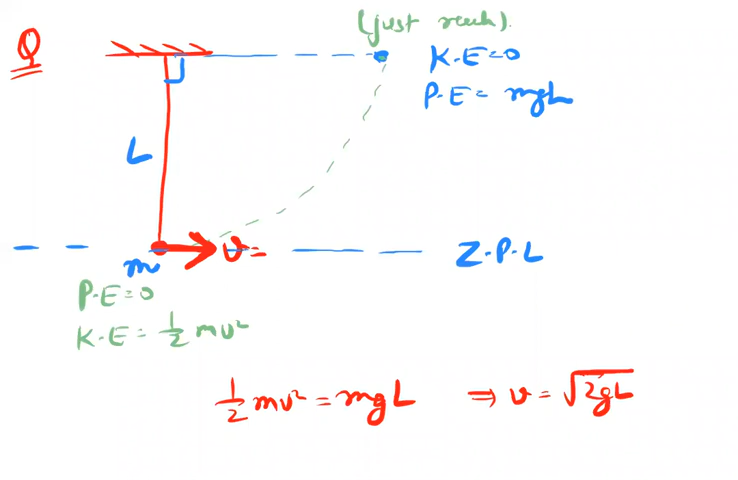 Q
(just reach).
K.E=0
P.E= mgL
L
v=
m
Z.P.L
P.E=0
K.E= 1/2 mv²
1/2 mv² = mgL ⇒ v = √2gL